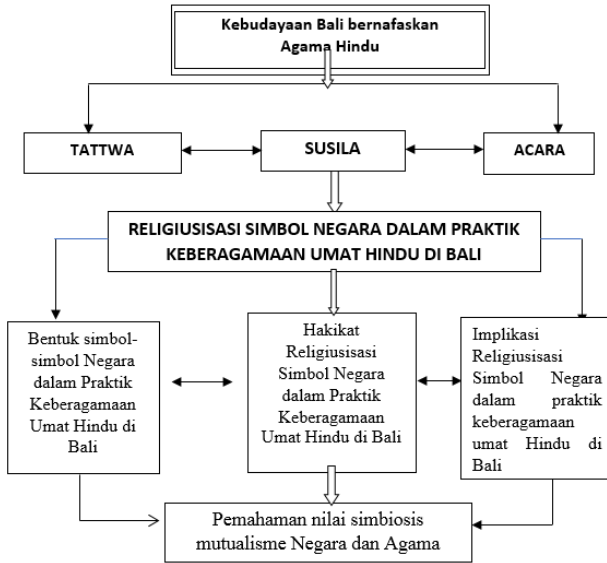 Kebudayaan Bali bernafaskan
Agama Hindu
TATTWA
SUSILA
ACARA
RELIGIUSISASI SIMBOL NEGARA DALAM PRAKTIK
KEBERAGAMAAN UMAT HINDU DI BALI
Bentuk simbol-
simbol Negara
dalam Praktik
Keberagamaan
Umat Hindu di
Bali
Hakikat
Religiusisasi
Simbol Negara
dalam Praktik
Keberagamaan
Umat Hindu di Bali
Implikasi
Religiusisasi
Simbol Negara
dalam praktik
keberagamaan
umat Hindu di
Bali
Pemahaman nilai simbiosis
mutualisme Negara dan Agama